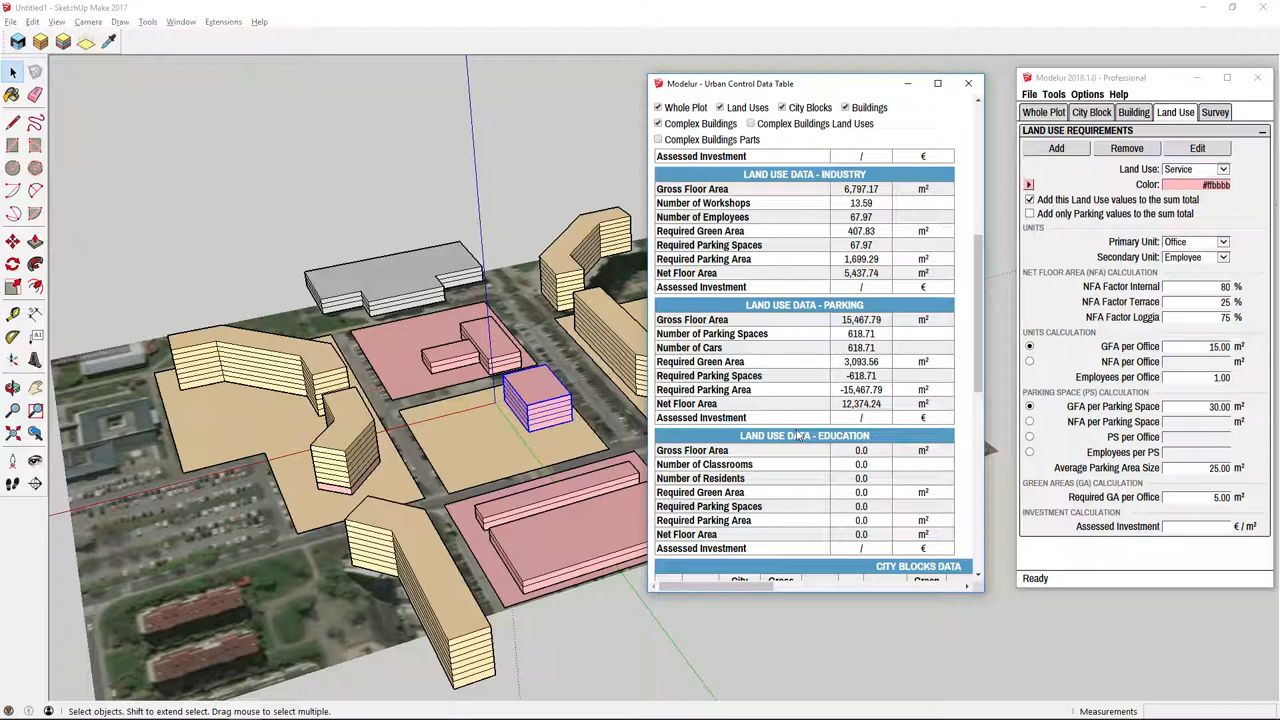 Untitled1 - SketchUp Make 2017
File Edit View Camera Draw Tools Window Extensions Help
Modelur - Urban Control Data Table
Whole Plot Land Uses City Blocks Buildings
Complex Buildings Complex Buildings Land Uses
Complex Buildings Parts
Assessed Investment / €
LAND USE DATA - INDUSTRY
Gross Floor Area 6,797.17 m²
Number of Workshops 13.59
Number of Employees 67.97
Required Green Area 407.83 m²
Required Parking Spaces 67.97
Required Parking Area 1,699.29 m²
Net Floor Area 5,437.74 m²
Assessed Investment / €
LAND USE DATA - PARKING
Gross Floor Area 15,467.79 m²
Number of Parking Spaces 618.71
Number of Cars 618.71
Required Green Area 3,093.56 m²
Required Parking Spaces -618.71
Required Parking Area -15,467.79 m²
Net Floor Area 12,374.24 m²
Assessed Investment / €
LAND USE DATA - EDUCATION
Gross Floor Area 0.0 m²
Number of Classrooms 0.0
Number of Residents 0.0
Required Green Area 0.0 m²
Required Parking Spaces 0.0
Required Parking Area 0.0 m²
Net Floor Area 0.0 m²
Assessed Investment / €
CITY BLOCKS DATA
City Gross Green
Modelur 2018.1.0 - Professional
File Tools Options Help
Whole Plot City Block Building Land Use Survey
LAND USE REQUIREMENTS
Add Remove Edit
Land Use: Service
Color: #ffbbbb
Add this Land Use values to the sum total
Add only Parking values to the sum total
UNITS
Primary Unit: Office
Secondary Unit: Employee
NET FLOOR AREA (NFA) CALCULATION
NFA Factor Internal 80 %
NFA Factor Terrace 25 %
NFA Factor Loggia 75 %
UNITS CALCULATION
GFA per Office 15.00 m²
NFA per Office m²
Employees per Office 1.00
PARKING SPACE (PS) CALCULATION
GFA per Parking Space 30.00 m²
NFA per Parking Space m²
PS per Office
Employees per PS
Average Parking Area Size 25.00 m²
GREEN AREAS (GA) CALCULATION
Required GA per Office 5.00 m²
INVESTMENT CALCULATION
Assessed Investment € / m²
Ready
Select objects. Shift to extend select. Drag mouse to select multiple. Measurements